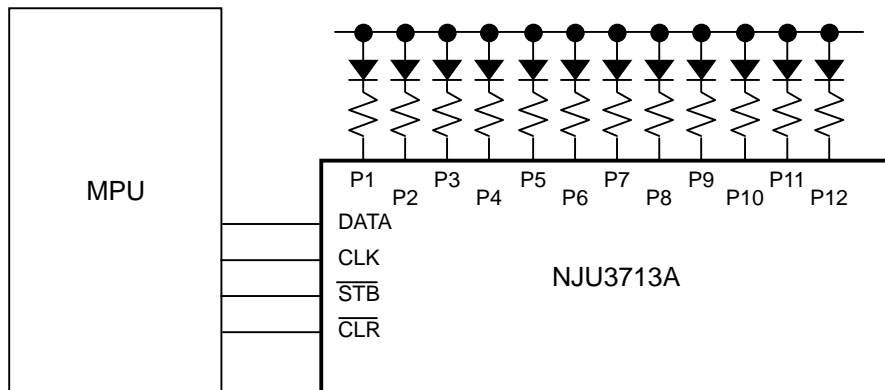 P1 P3 P5 P7 P9 P11
P2 P4 P6 P8 P10 P12
MPU
DATA
CLK
NJU3713A
STB
CLR